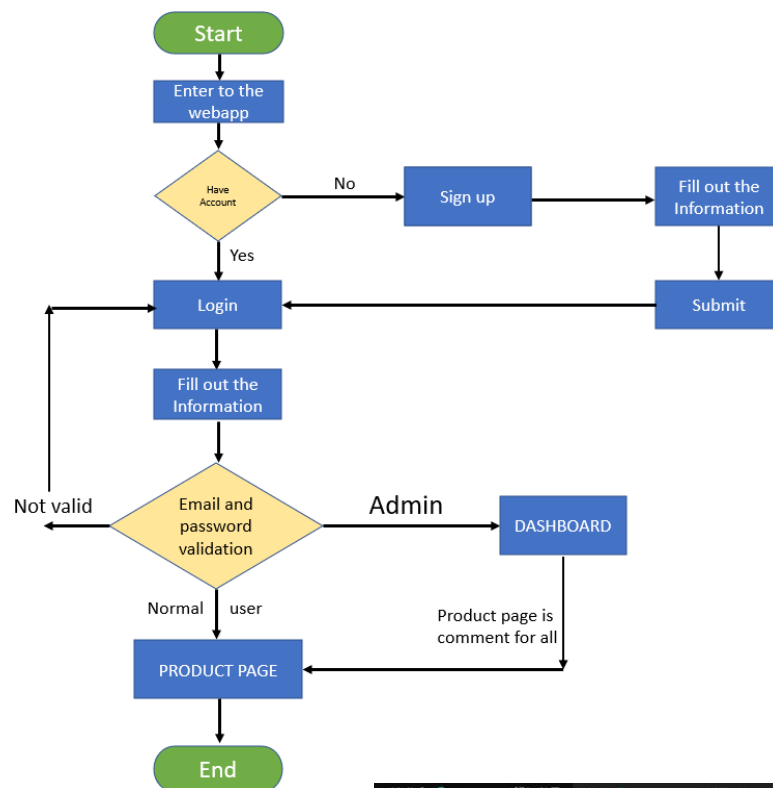 Start
Enter to the
webapp
Have
Account
No
Sign up
Fill out the
Information
Yes
Login
Submit
Fill out the
Information
Not valid
Email and
password
validation
Admin
DASHBOARD
Normal user
Product page is
comment for all
PRODUCT PAGE
End